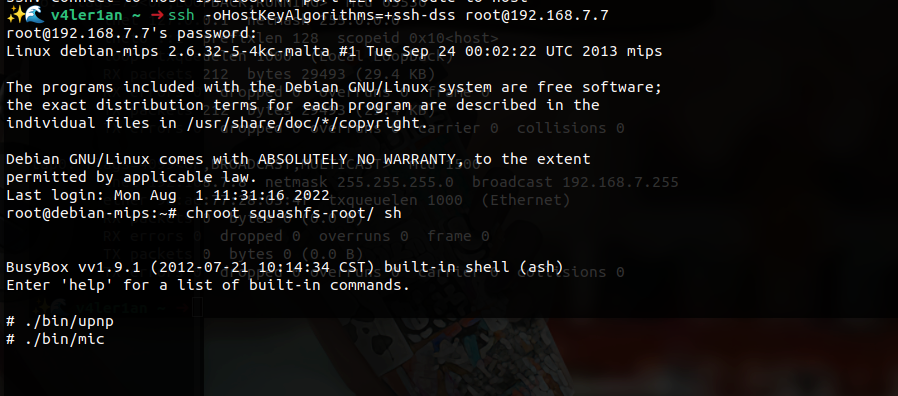 ✨🌊 v4ler1an ~ →ssh -oHostKeyAlgorithms=+ssh-dss root@192.168.7.7
root@192.168.7.7's password:
Linux debian-mips 2.6.32-5-4kc-malta #1 Tue Sep 24 00:02:22 UTC 2013 mips
The programs included with the Debian GNU/Linux system are free software;
the exact distribution terms for each program are described in the
individual files in /usr/share/doc/*/copyright.
Debian GNU/Linux comes with ABSOLUTELY NO WARRANTY, to the extent
permitted by applicable law.
Last login: Mon Aug  1 11:31:16 2022
root@debian-mips:~# chroot squashfs-root/ sh
BusyBox vv1.9.1 (2012-07-21 10:14:34 CST) built-in shell (ash)
Enter 'help' for a list of built-in commands.
# ./bin/upnp
# ./bin/mic